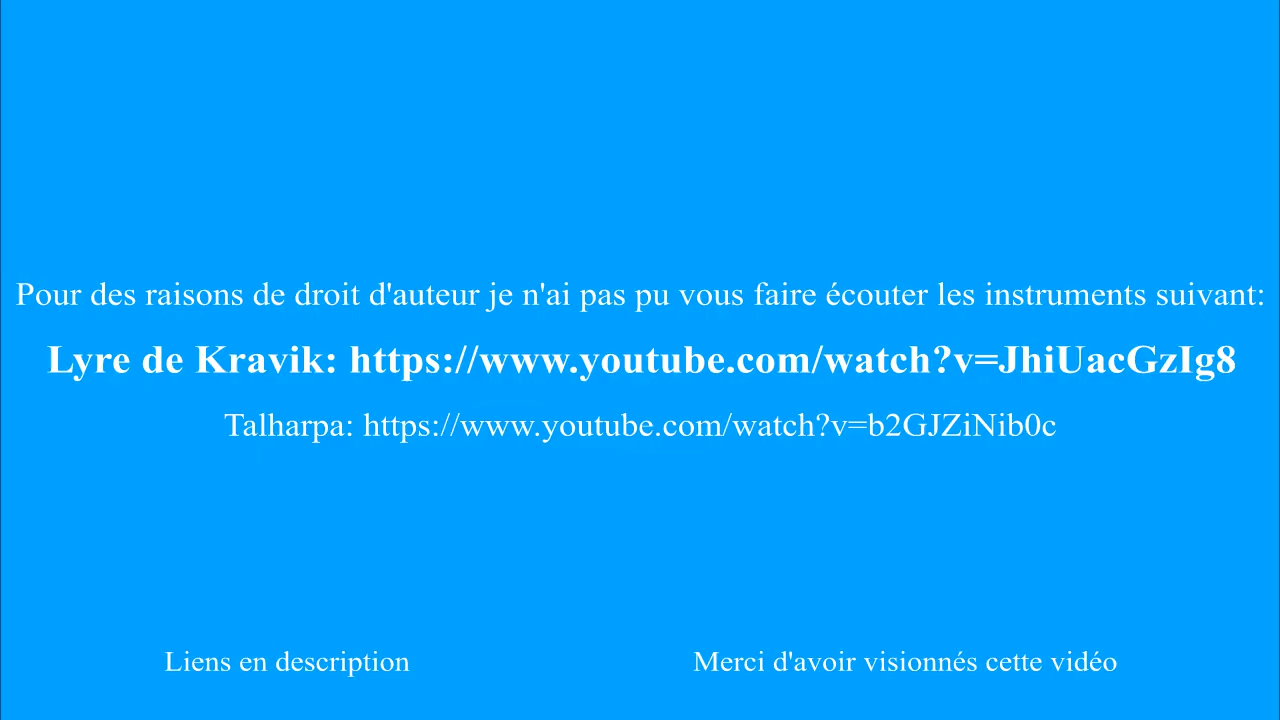 Pour des raisons de droit d'auteur je n'ai pas pu vous faire écouter les instruments suivant:
Lyre de Kravik: https://www.youtube.com/watch?v=JhiUacGzIg8
Talharpa: https://www.youtube.com/watch?v=b2GJZiNib0c
Liens en description
Merci d'avoir visionnés cette vidéo